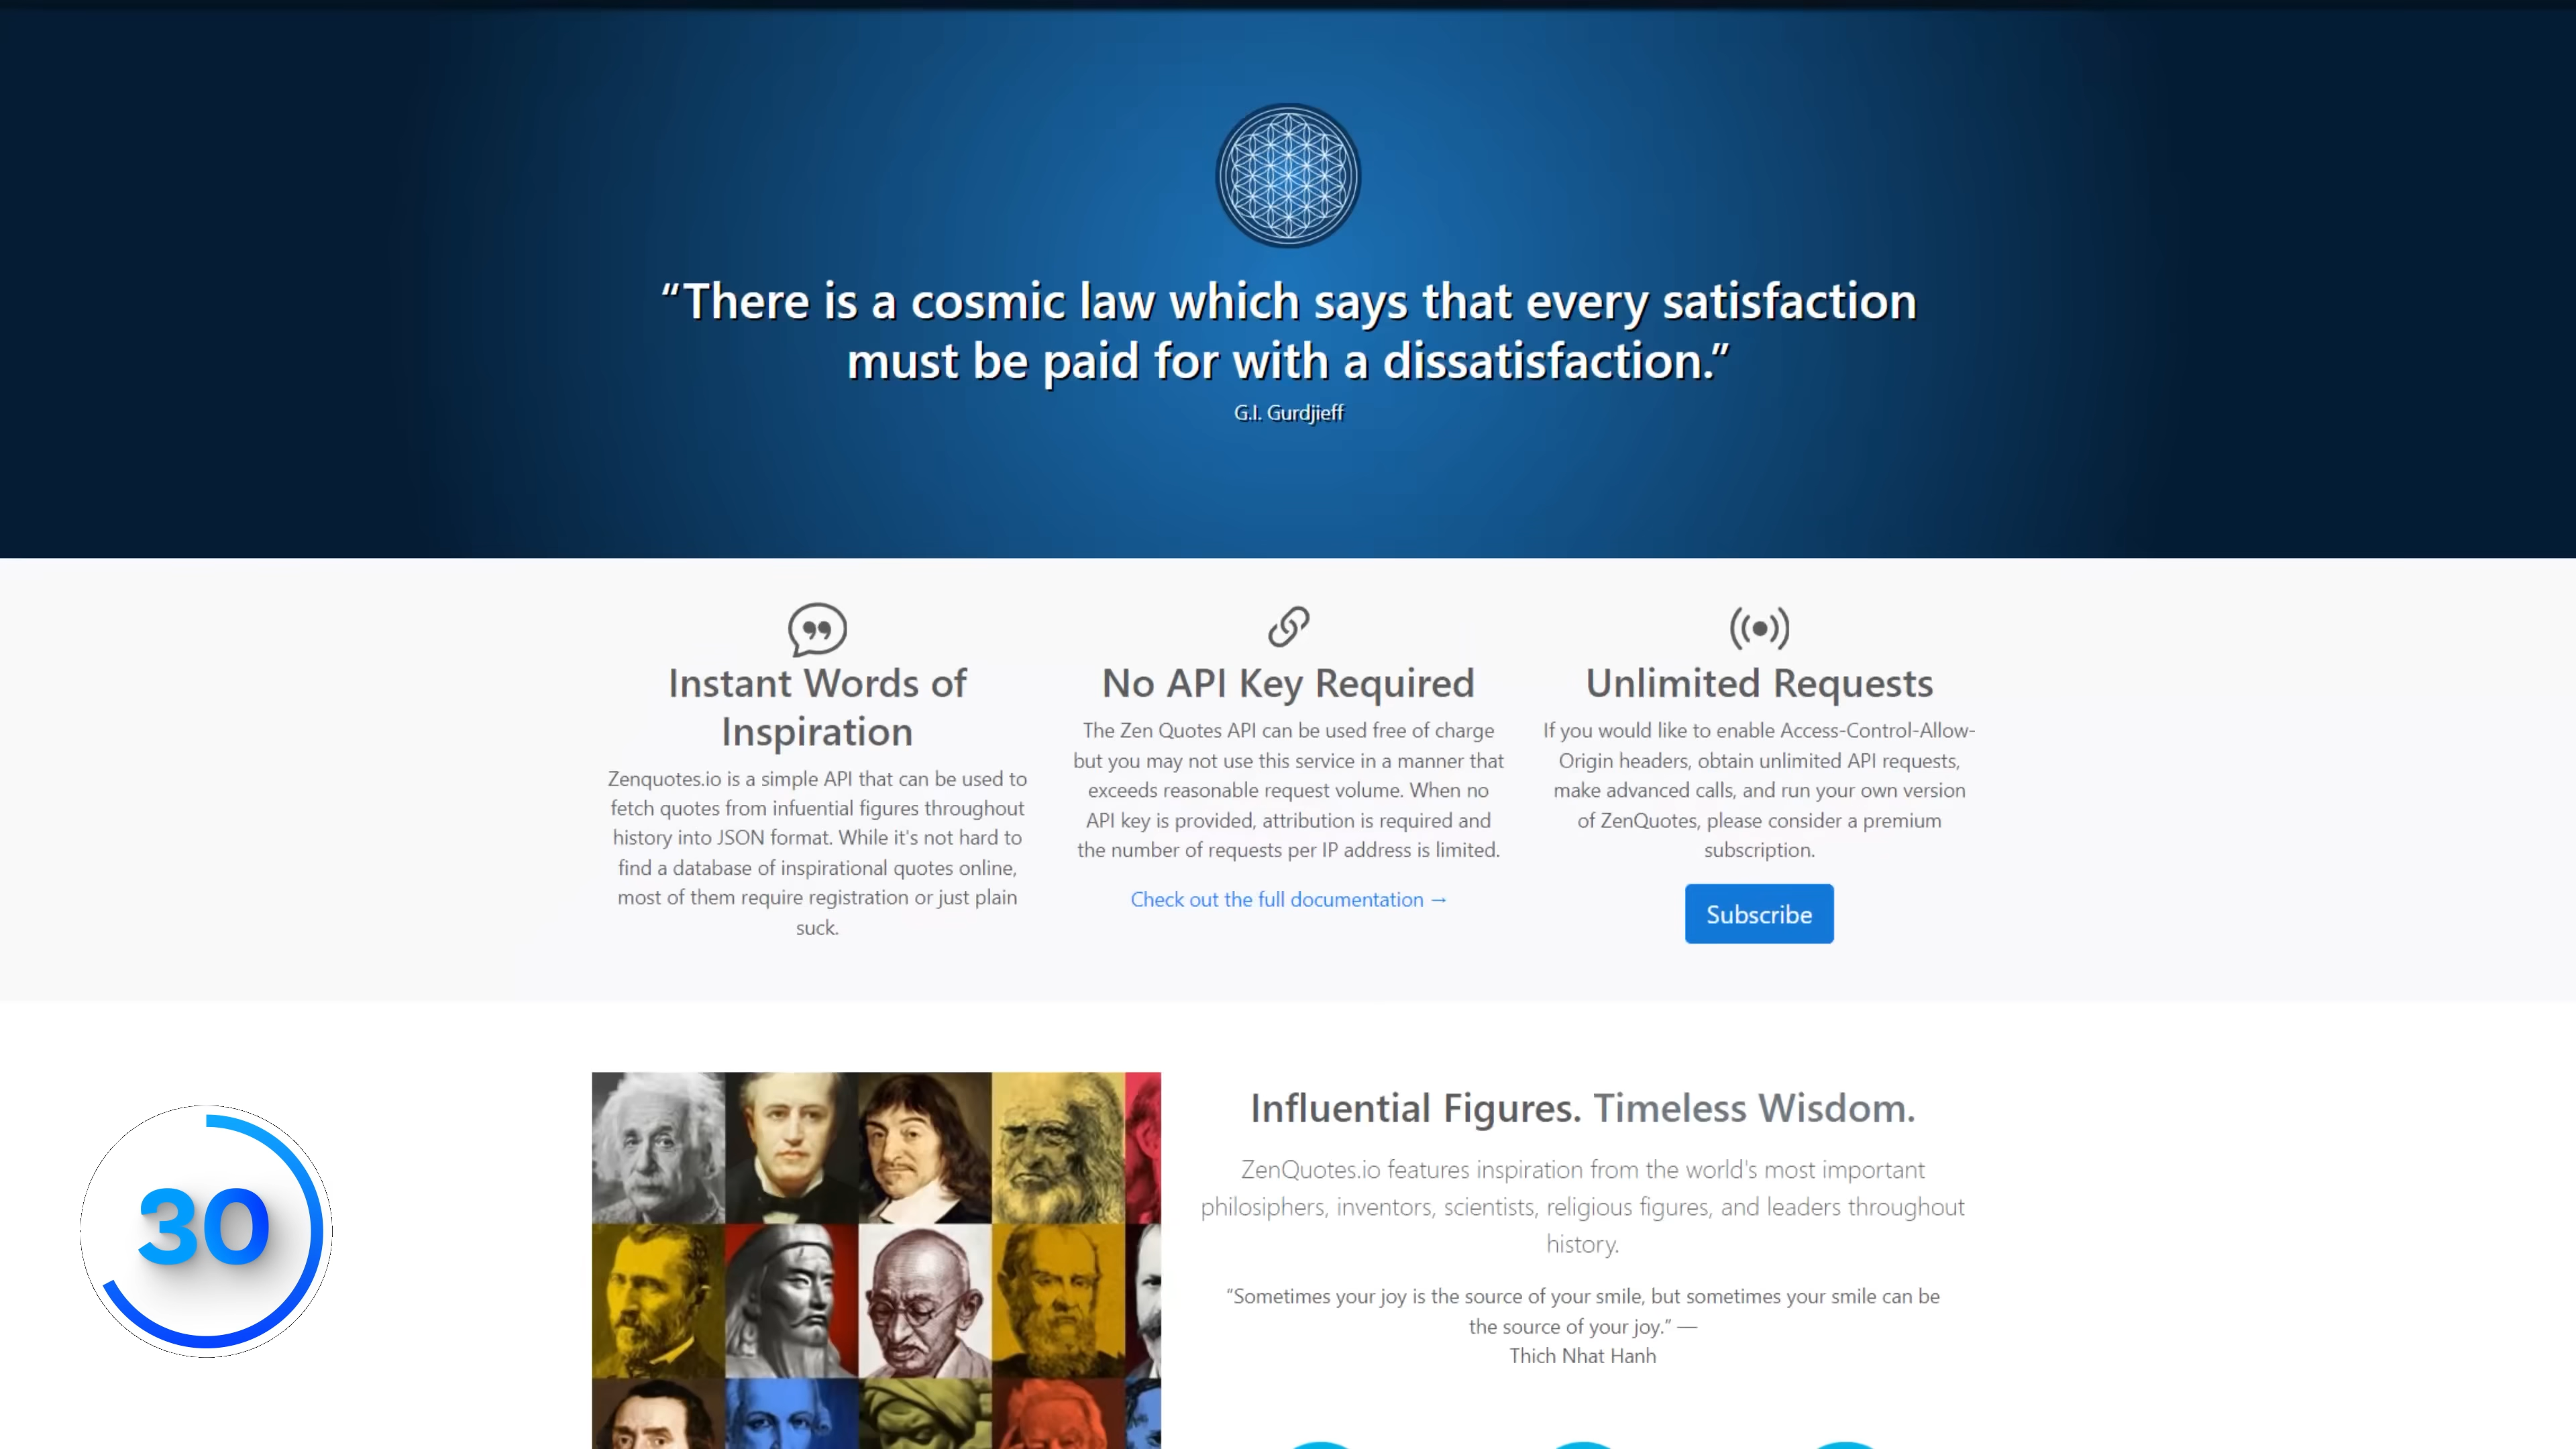 “There is a cosmic law which says that every satisfaction
must be paid for with a dissatisfaction.”
G.I. Gurdjieff
Instant Words of
Inspiration
Zenquotes.io is a simple API that can be used to
fetch quotes from infuential figures throughout
history into JSON format. While it's not hard to
find a database of inspirational quotes online,
most of them require registration or just plain
suck.
No API Key Required
The Zen Quotes API can be used free of charge
but you may not use this service in a manner that
exceeds reasonable request volume. When no
API key is provided, attribution is required and
the number of requests per IP address is limited.
Check out the full documentation →
Unlimited Requests
If you would like to enable Access-Control-Allow-
Origin headers, obtain unlimited API requests,
make advanced calls, and run your own version
of ZenQuotes, please consider a premium
subscription.
Subscribe
30
Influential Figures. Timeless Wisdom.
ZenQuotes.io features inspiration from the world's most important
philosiphers, inventors, scientists, religious figures, and leaders throughout
history.
“Sometimes your joy is the source of your smile, but sometimes your smile can be
the source of your joy.” —
Thich Nhat Hanh